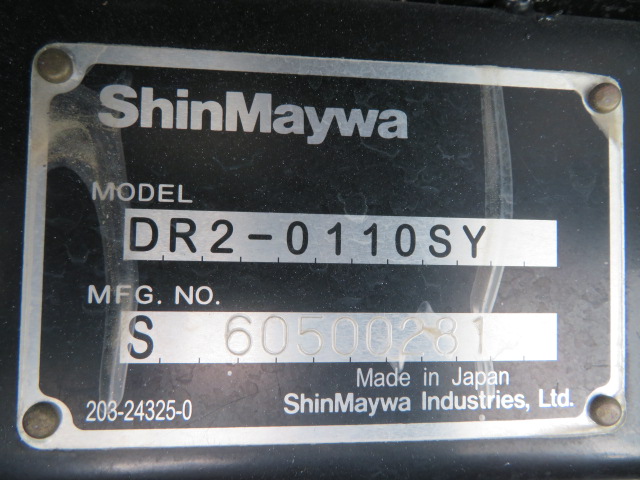 ShinMaywa
MODEL
DR2-0110SY
MFG. NO.
S 60500281
Made in Japan
203-24325-0
ShinMaywa Industries, Ltd.